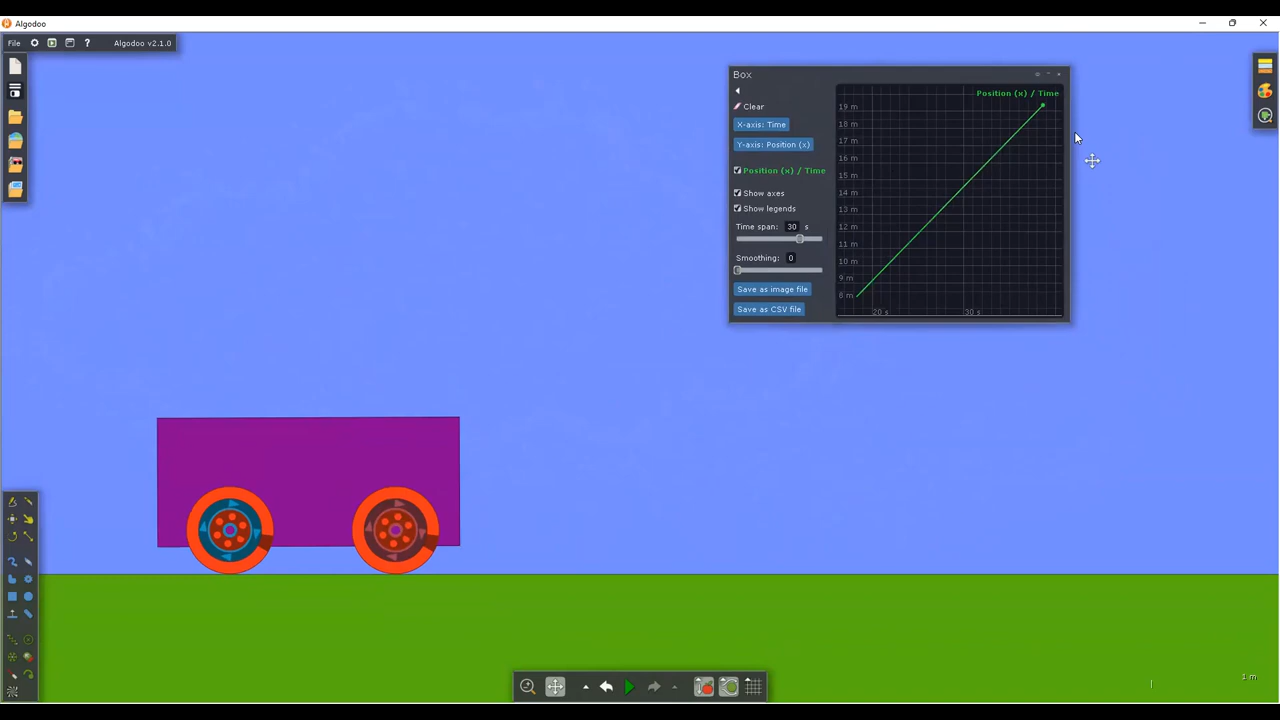 Algodoo
File ? Algodoo v2.1.0
Box
Clear
X-axis: Time
Y-axis: Position (x)
Position (x) / Time
Show axes
Show legends
Time span: 30 s
Smoothing: 0
Save as image file
Save as CSV file
Position (x) / Time
19 m
18 m
17 m
16 m
15 m
14 m
13 m
12 m
11 m
10 m
9 m
8 m
20 s 30 s
1 m